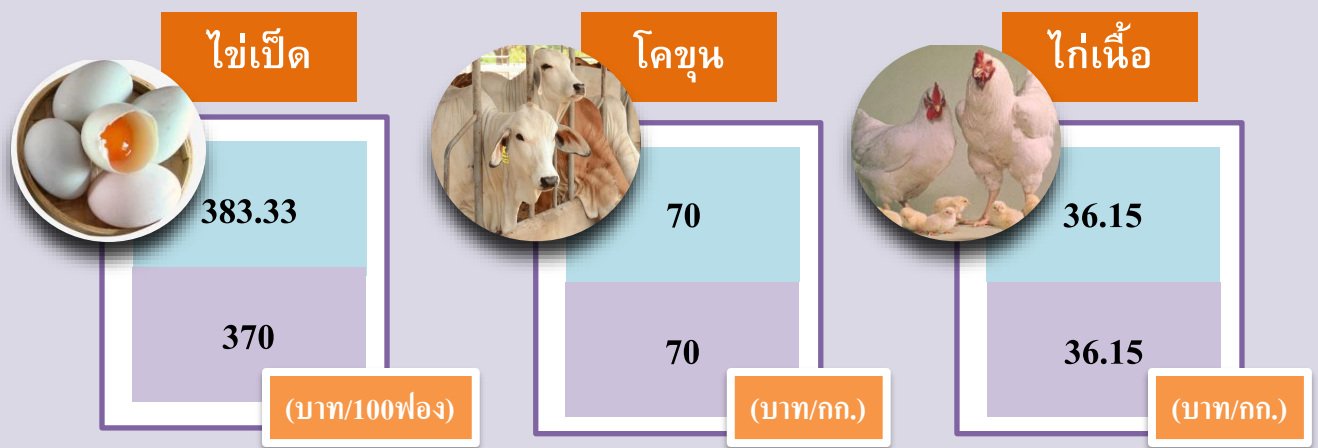 ไข่เป็ด
383.33
370
(บาท/100ฟอง)
โคขุน
70
70
(บาท/กก.)
ไก่เนื้อ
36.15
36.15
(บาท/กก.)